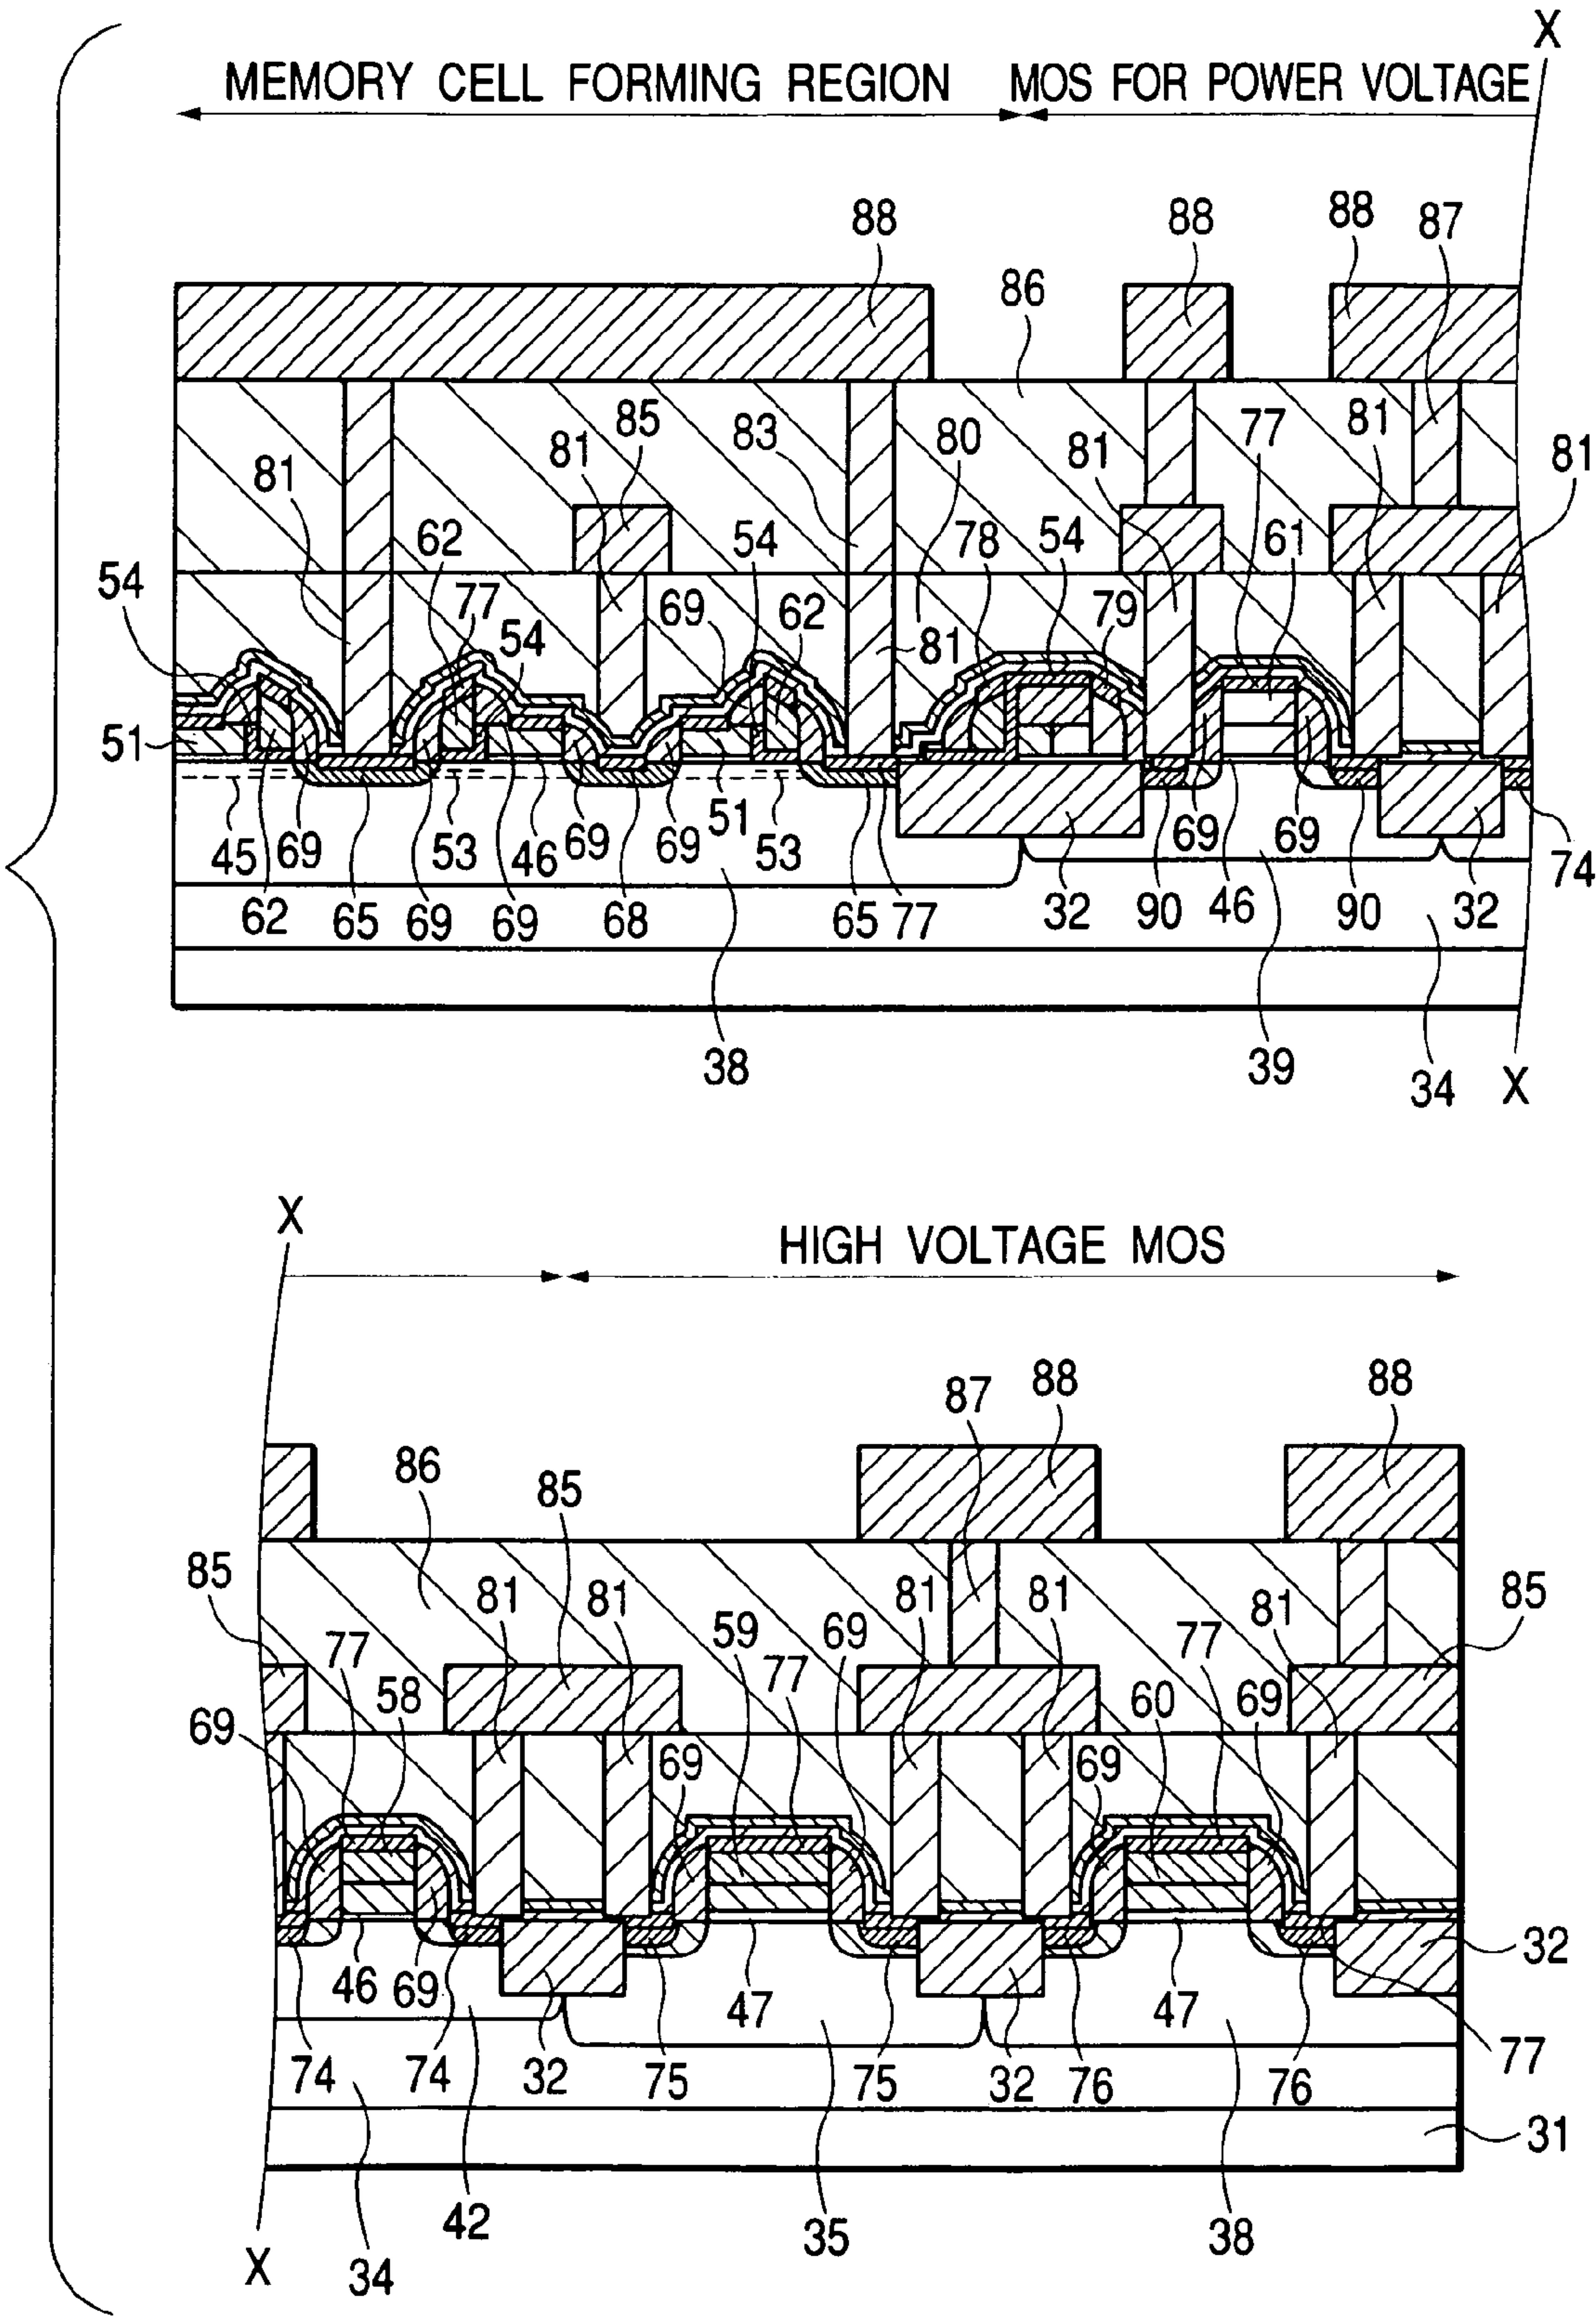 X
MEMORY CELL FORMING REGION MOS FOR POWER VOLTAGE
88 88 88 87
86
81 81 85 83 80 81 77 81 81
54 62 77 54 69 54 62 78 54 79 61
81
51
45 69 53 46 69 69 51 53 69 69 74
62 65 69 69 68 65 77 32 90 46 90 32
38 39 34 X
X
HIGH VOLTAGE MOS
87 88 88
86 85
85 81 81 81 81 81 85
77 58 59 77 69 77 60 69
69 69 69
46 69 47 47 32
74 74 32 75 75 32 76 76 77
31
42 35 38
X 34